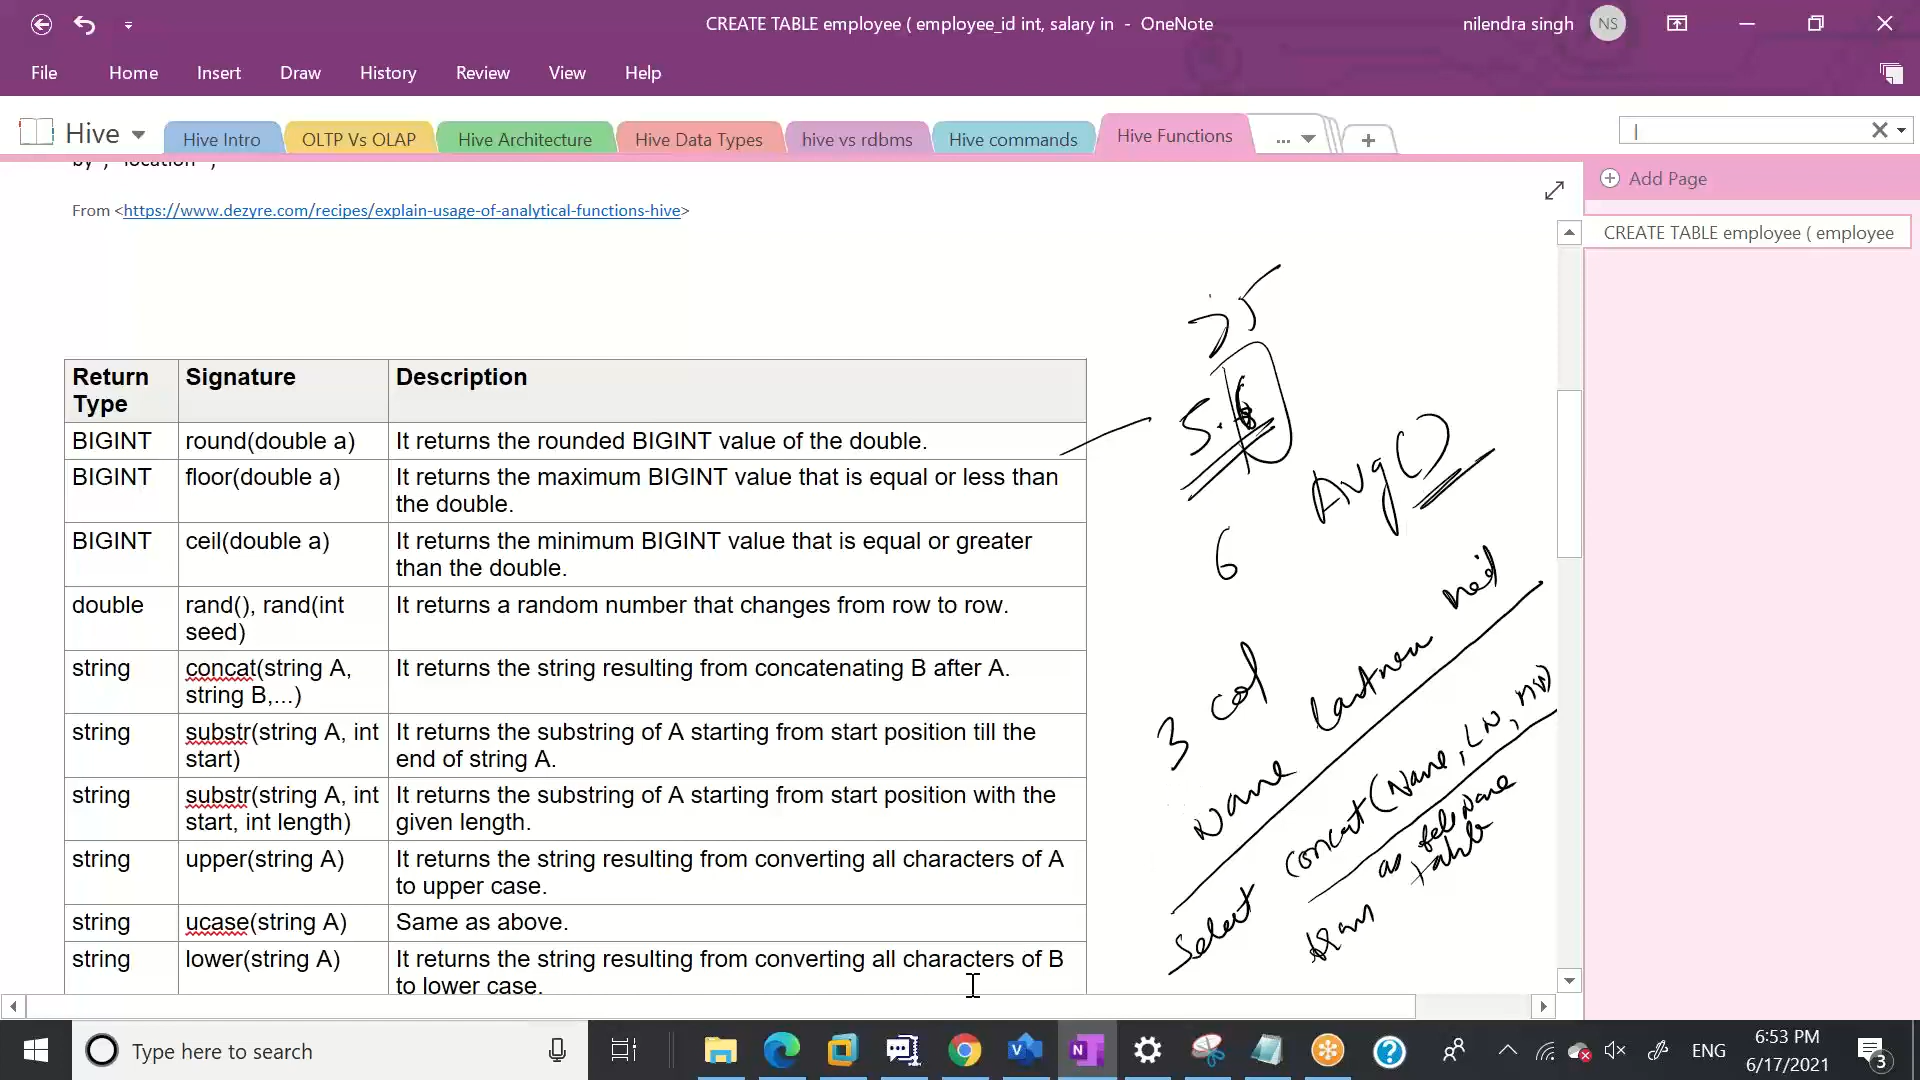 CREATE TABLE employee ( employee_id int, salary in - OneNote
nilendra singh
NS
File Home Insert Draw History Review View Help
Hive
Hive Intro
OLTP Vs OLAP
Hive Architecture
Hive Data Types
hive vs rdbms
Hive commands
Hive Functions
...
Add Page
CREATE TABLE employee ( employee
by , location ,
From <https://www.dezyre.com/recipes/explain-usage-of-analytical-functions-hive>
Return Type
Signature
Description
BIGINT
round(double a)
It returns the rounded BIGINT value of the double.
BIGINT
floor(double a)
It returns the maximum BIGINT value that is equal or less than
the double.
BIGINT
ceil(double a)
It returns the minimum BIGINT value that is equal or greater
than the double.
double
rand(), rand(int
seed)
It returns a random number that changes from row to row.
string
concat(string A,
string B,...)
It returns the string resulting from concatenating B after A.
string
substr(string A, int
start)
It returns the substring of A starting from start position till the
end of string A.
string
substr(string A, int
start, int length)
It returns the substring of A starting from start position with the
given length.
string
upper(string A)
It returns the string resulting from converting all characters of A
to upper case.
string
ucase(string A)
Same as above.
string
lower(string A)
It returns the string resulting from converting all characters of B
to lower case.
Avg()
6
3 col
Name
Select concat(Name, LN,
as
table
Type here to search
ENG
6:53 PM
6/17/2021
3